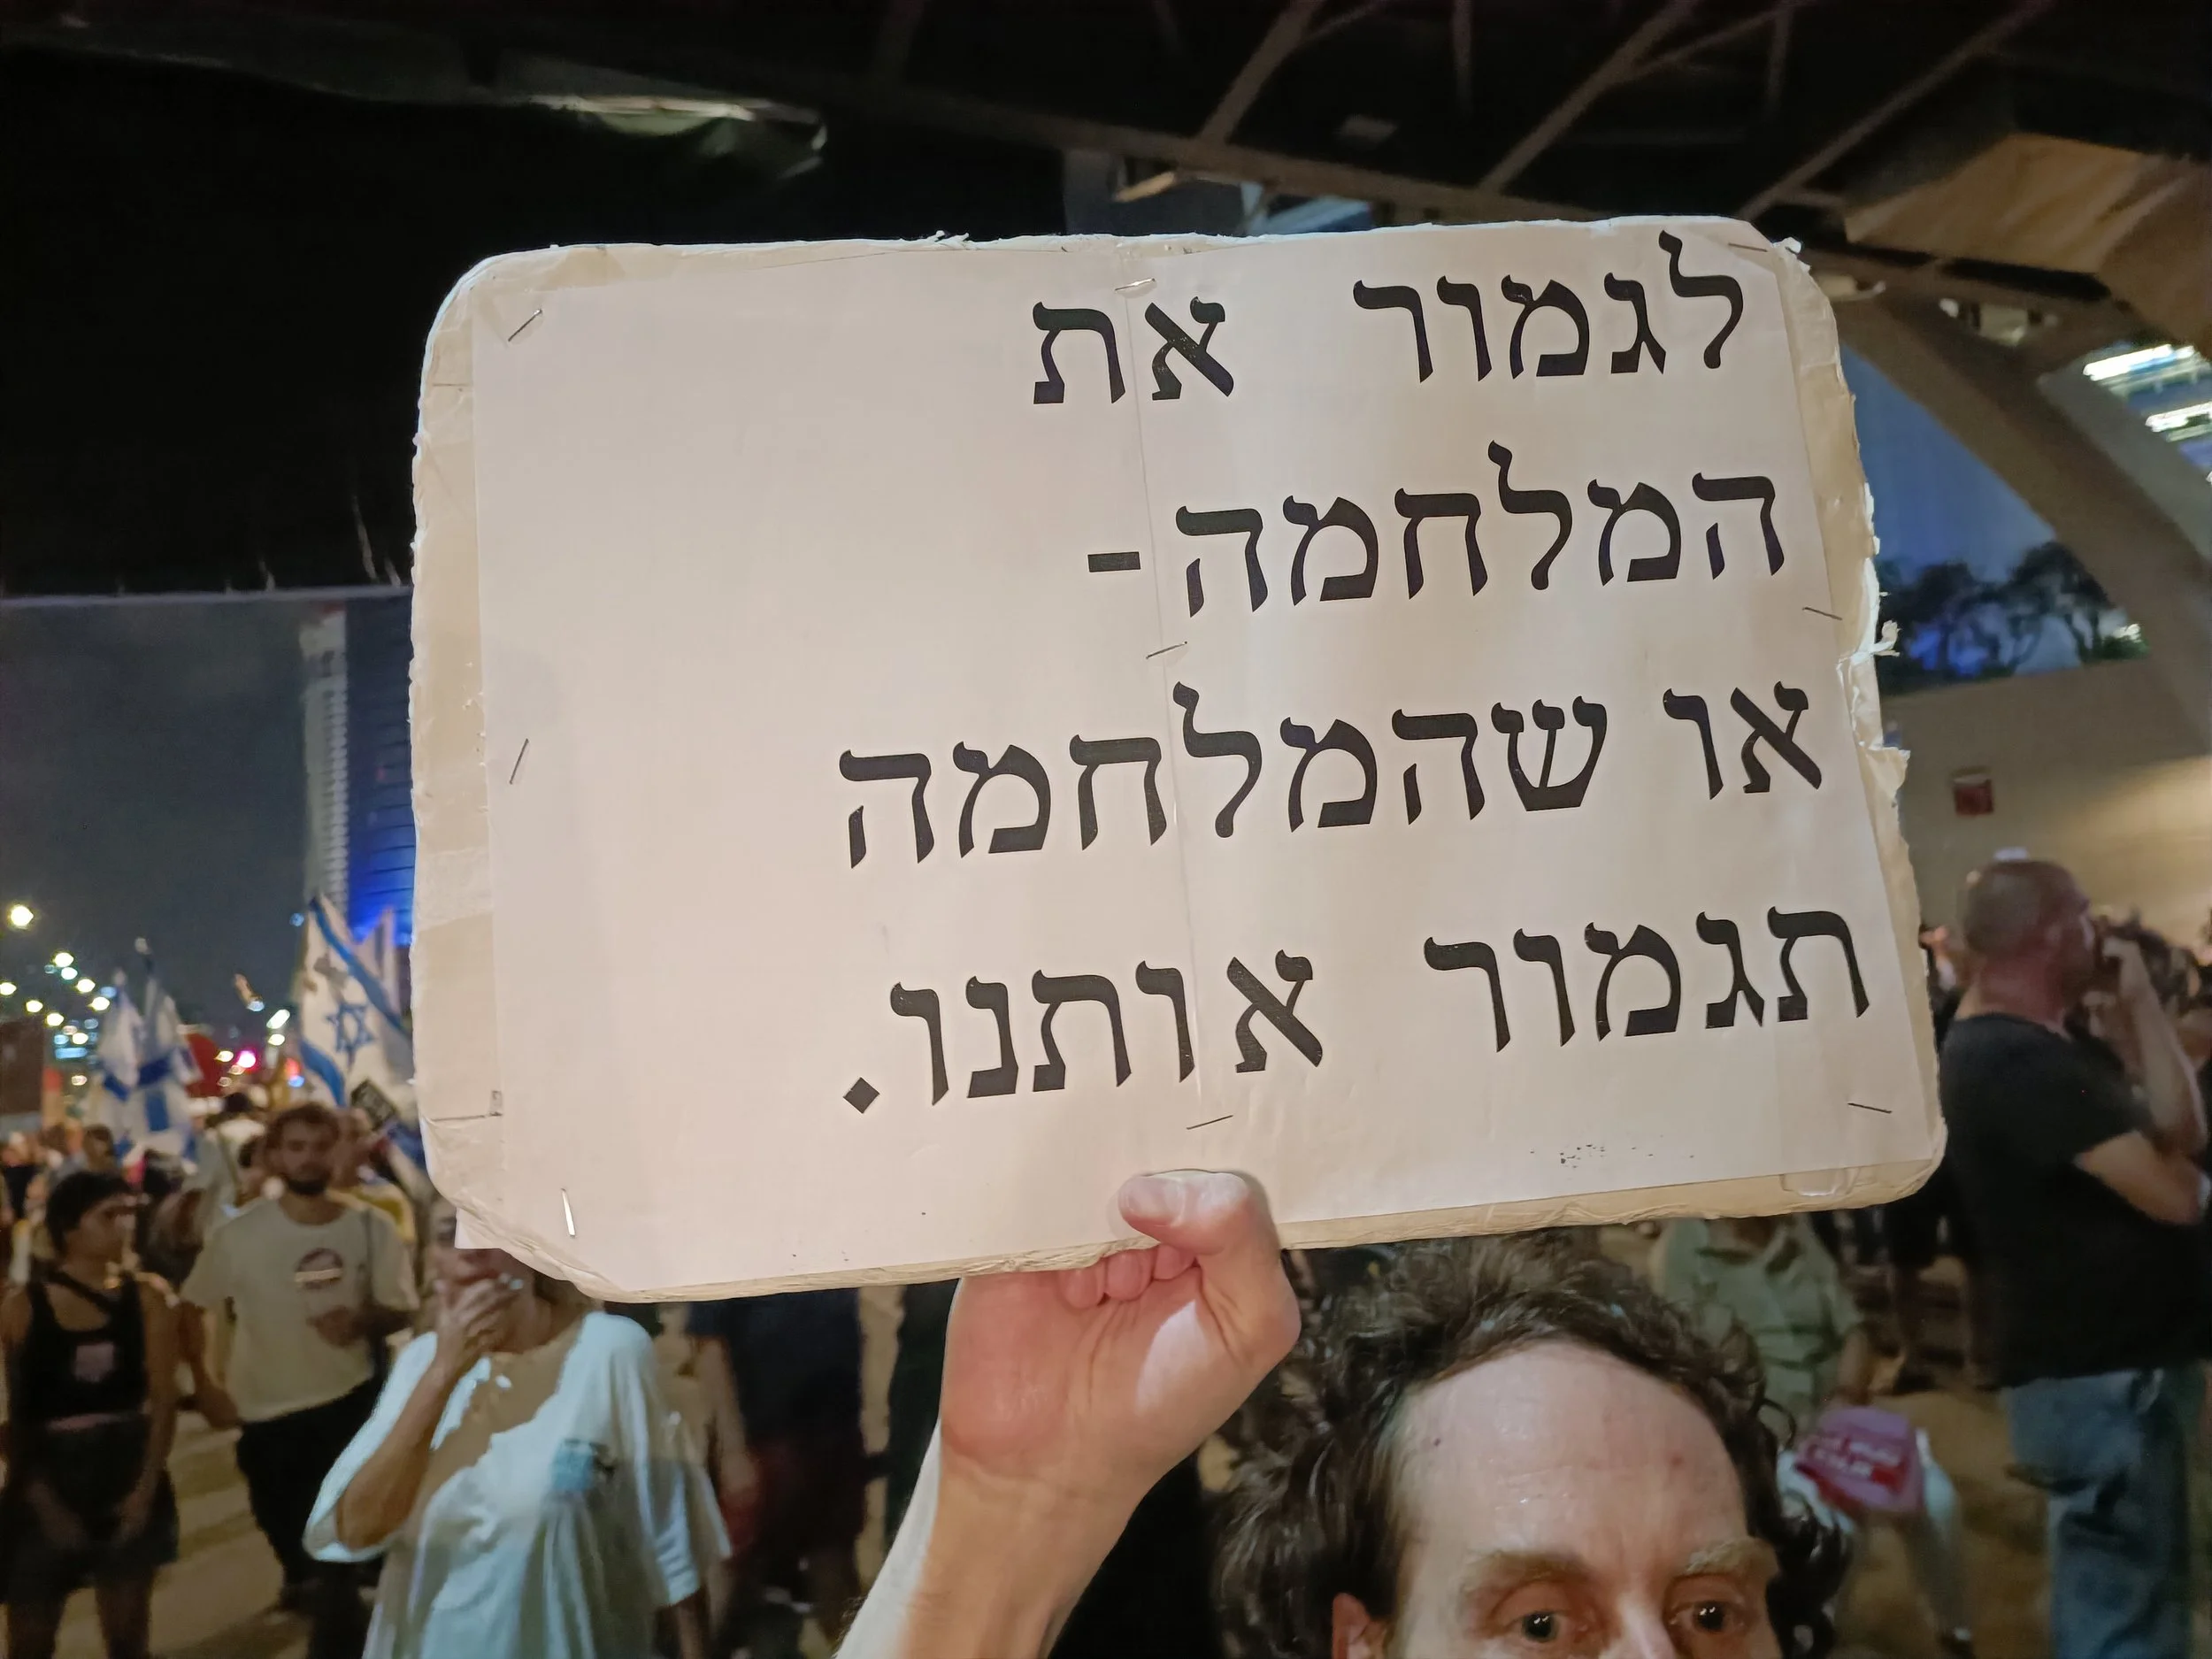 לגמור את
המלחמה-
או שהמלחמה
תגמור אותנו.